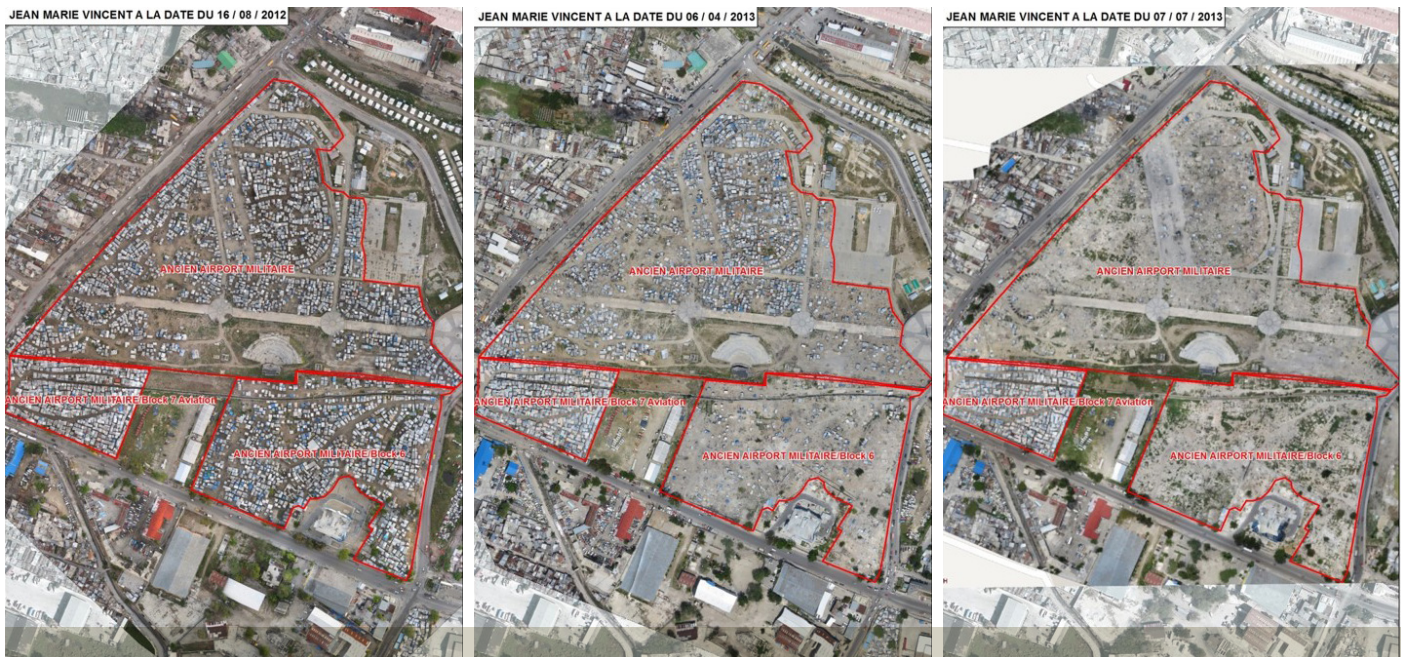 JEAN MARIE VINCENT A LA DATE DU 16 / 08 / 2012
ANCIEN AIRPORT MILITAIRE
ANCIEN AIRPORT MILITAIRE/Block 7 Aviation
ANCIEN AIRPORT MILITAIRE/Block 6
JEAN MARIE VINCENT A LA DATE DU 06 / 04 / 2013
ANCIEN AIRPORT MILITAIRE
ANCIEN AIRPORT MILITAIRE/Block 7 Aviation
ANCIEN AIRPORT MILITAIRE/Block 6
JEAN MARIE VINCENT A LA DATE DU 07 / 07 / 2013
ANCIEN AIRPORT MILITAIRE
ANCIEN AIRPORT MILITAIRE/Block 7 Aviation
ANCIEN AIRPORT MILITAIRE/Block 6
H